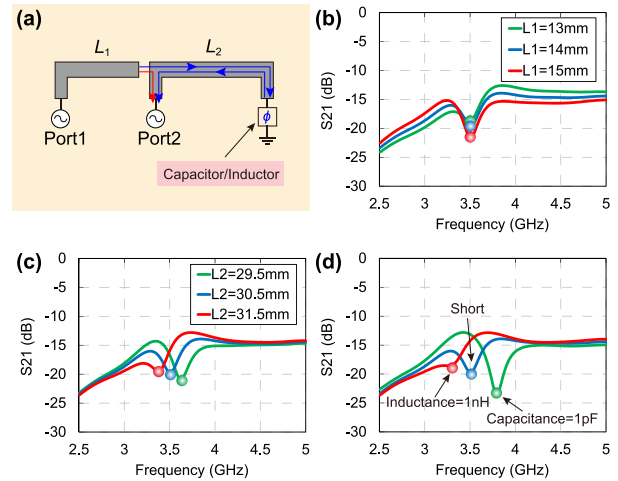 (a)
L1
L2
Port1
Port2
ϕ
Capacitor/Inductor
(b)
L1=13mm
L1=14mm
L1=15mm
S21 (dB)
0
-5
-10
-15
-20
-25
-30
2.5
3
3.5
4
4.5
5
Frequency (GHz)
(c)
L2=29.5mm
L2=30.5mm
L2=31.5mm
S21 (dB)
0
-5
-10
-15
-20
-25
-30
2.5
3
3.5
4
4.5
5
Frequency (GHz)
(d)
Short
Inductance=1nH
Capacitance=1pF
S21 (dB)
0
-5
-10
-15
-20
-25
-30
2.5
3
3.5
4
4.5
5
Frequency (GHz)